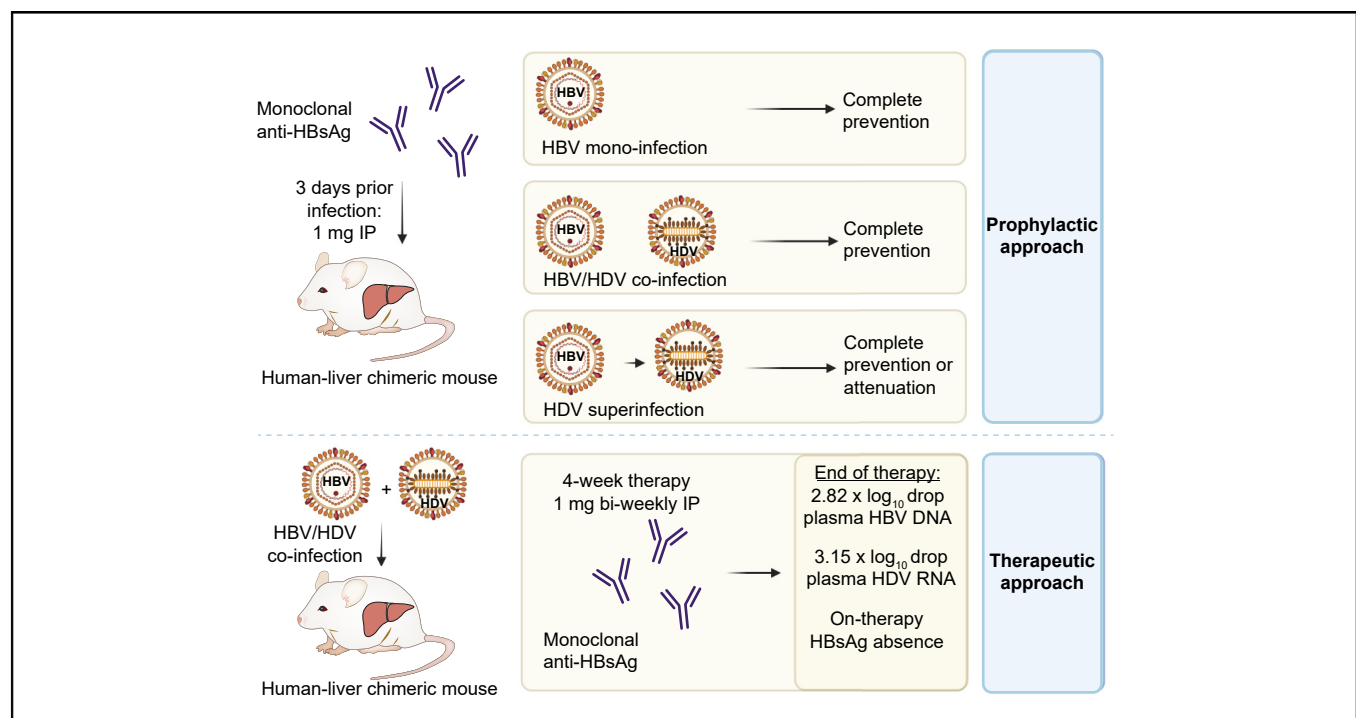 Monoclonal
anti-HBsAg
3 days prior
infection:
1 mg IP
Human-liver chimeric mouse
HBV
HBV mono-infection
Complete
prevention
HBV
HDV
HBV/HDV co-infection
Complete
prevention
HBV
HDV
HDV superinfection
Complete
prevention or
attenuation
Prophylactic
approach
HBV
+
HDV
HBV/HDV
co-infection
Human-liver chimeric mouse
4-week therapy
1 mg bi-weekly IP
Monoclonal
anti-HBsAg
End of therapy:
2.82 x log10 drop
plasma HBV DNA
3.15 x log10 drop
plasma HDV RNA
On-therapy
HBsAg absence
Therapeutic
approach